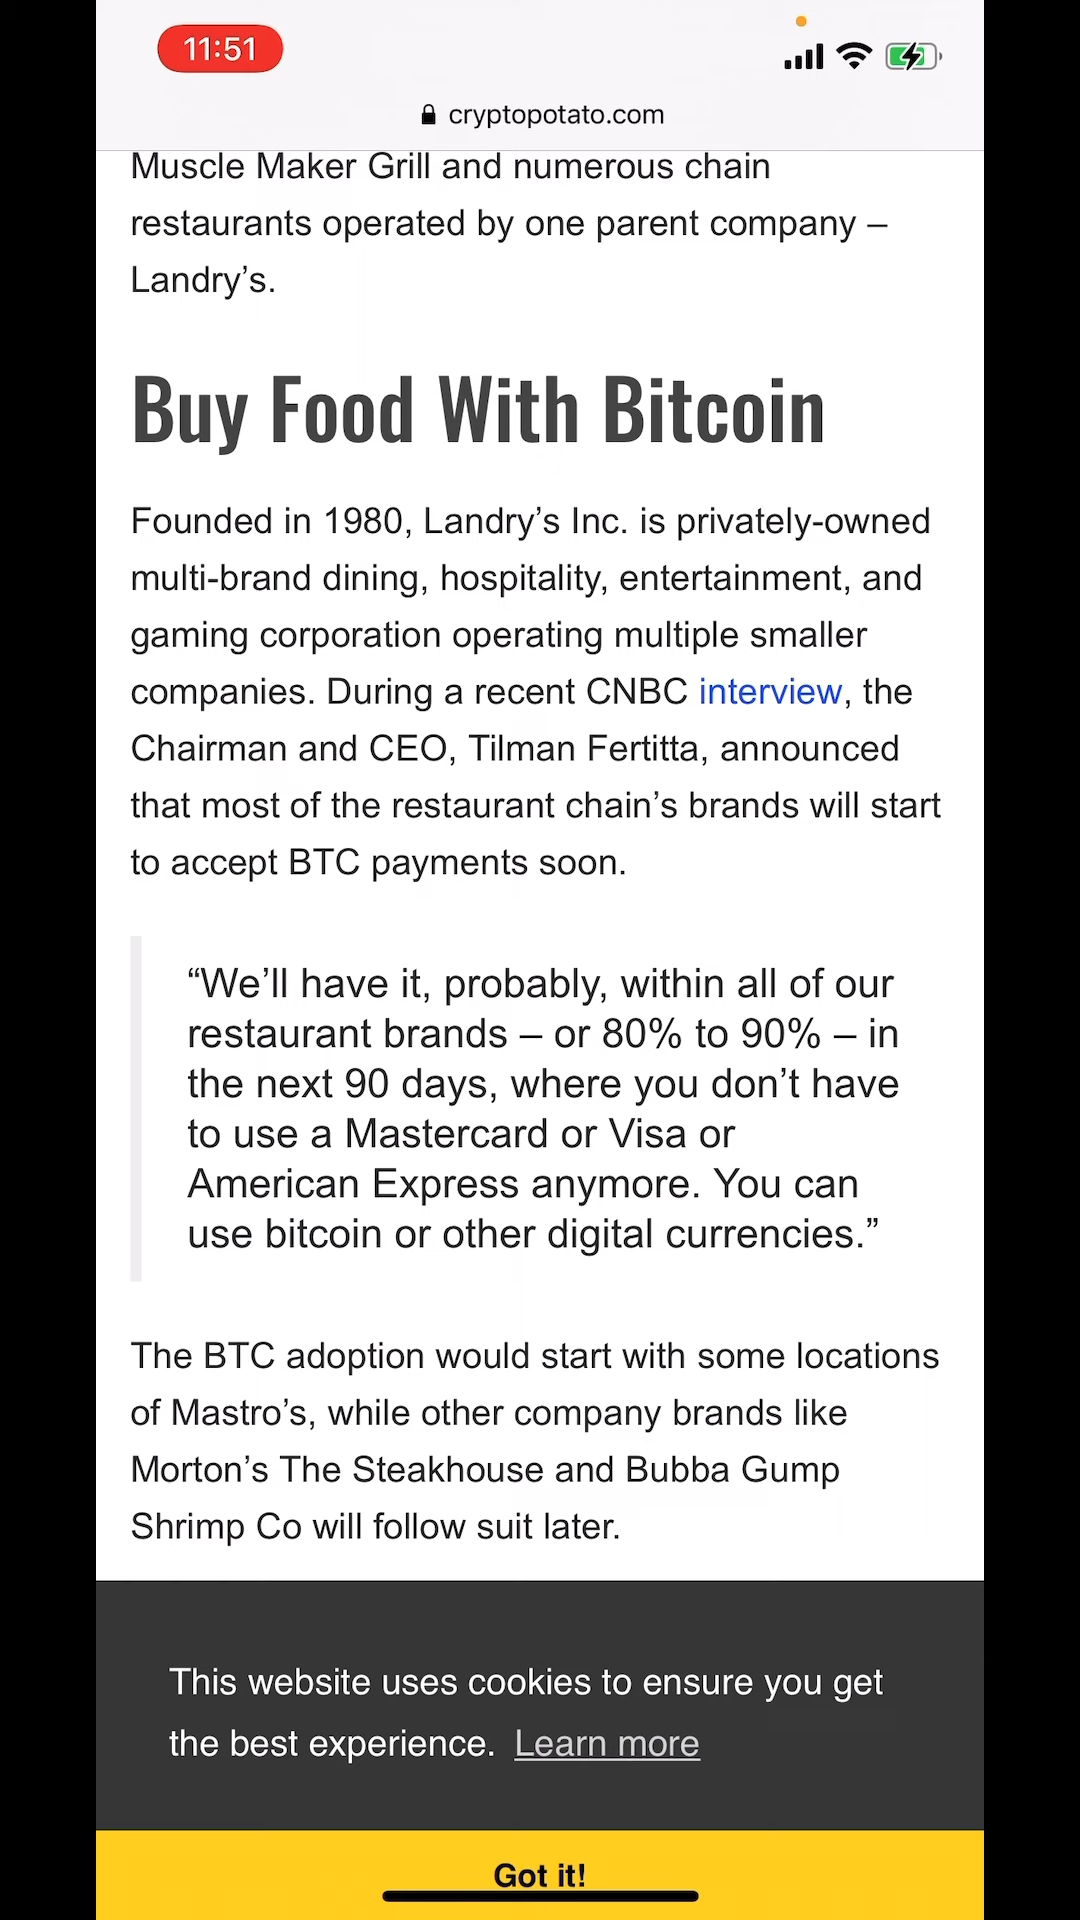 11:51
cryptopotato.com
Muscle Maker Grill and numerous chain
restaurants operated by one parent company –
Landry’s.
Buy Food With Bitcoin
Founded in 1980, Landry’s Inc. is privately-owned
multi-brand dining, hospitality, entertainment, and
gaming corporation operating multiple smaller
companies. During a recent CNBC interview, the
Chairman and CEO, Tilman Fertitta, announced
that most of the restaurant chain’s brands will start
to accept BTC payments soon.
“We’ll have it, probably, within all of our
restaurant brands – or 80% to 90% – in
the next 90 days, where you don’t have
to use a Mastercard or Visa or
American Express anymore. You can
use bitcoin or other digital currencies.”
The BTC adoption would start with some locations
of Mastro’s, while other company brands like
Morton’s The Steakhouse and Bubba Gump
Shrimp Co will follow suit later.
This website uses cookies to ensure you get
the best experience. Learn more
Got it!